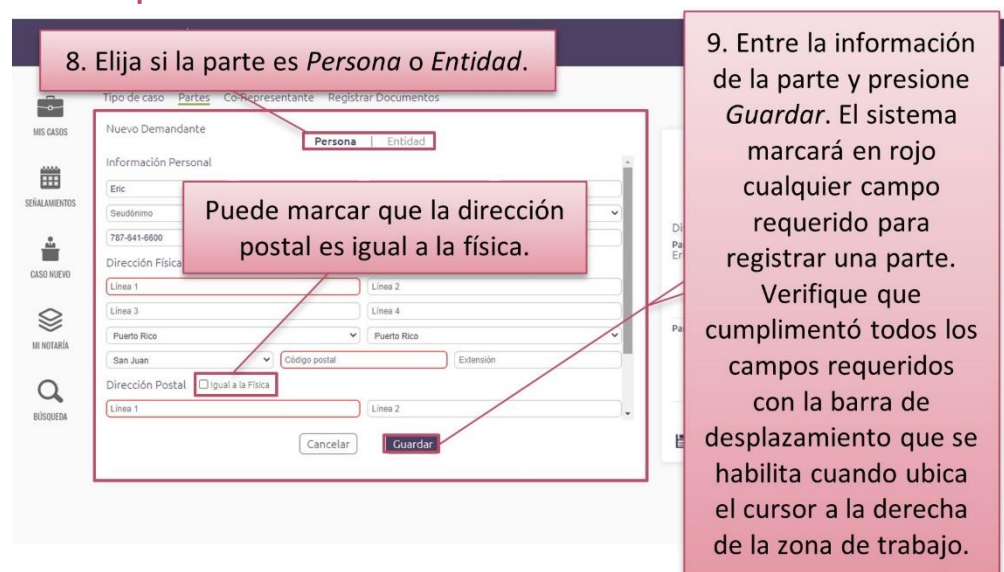 8. Elija si la parte es Persona o Entidad.
9. Entre la información
de la parte y presione
Guardar. El sistema
marcará en rojo
cualquier campo
requerido para
registrar una parte.
Verifique que
cumplimentó todos los
campos requeridos
con la barra de
desplazamiento que se
habilita cuando ubica
el cursor a la derecha
de la zona de trabajo.
Tipo de caso Partes Co-Representante Registrar Documentos
MIS CASOS
SEÑALAMIENTOS
CASO NUEVO
MI NOTARÍA
BÚSQUEDA
Nuevo Demandante
Persona | Entidad
Información Personal
Eric
Seudónimo
787-641-6600
Puede marcar que la dirección
postal es igual a la física.
Dirección Física
Línea 1 Línea 2
Línea 3 Línea 4
Puerto Rico Puerto Rico
San Juan Código postal Extensión
Dirección Postal Igual a la Física
Línea 1 Línea 2
Cancelar Guardar